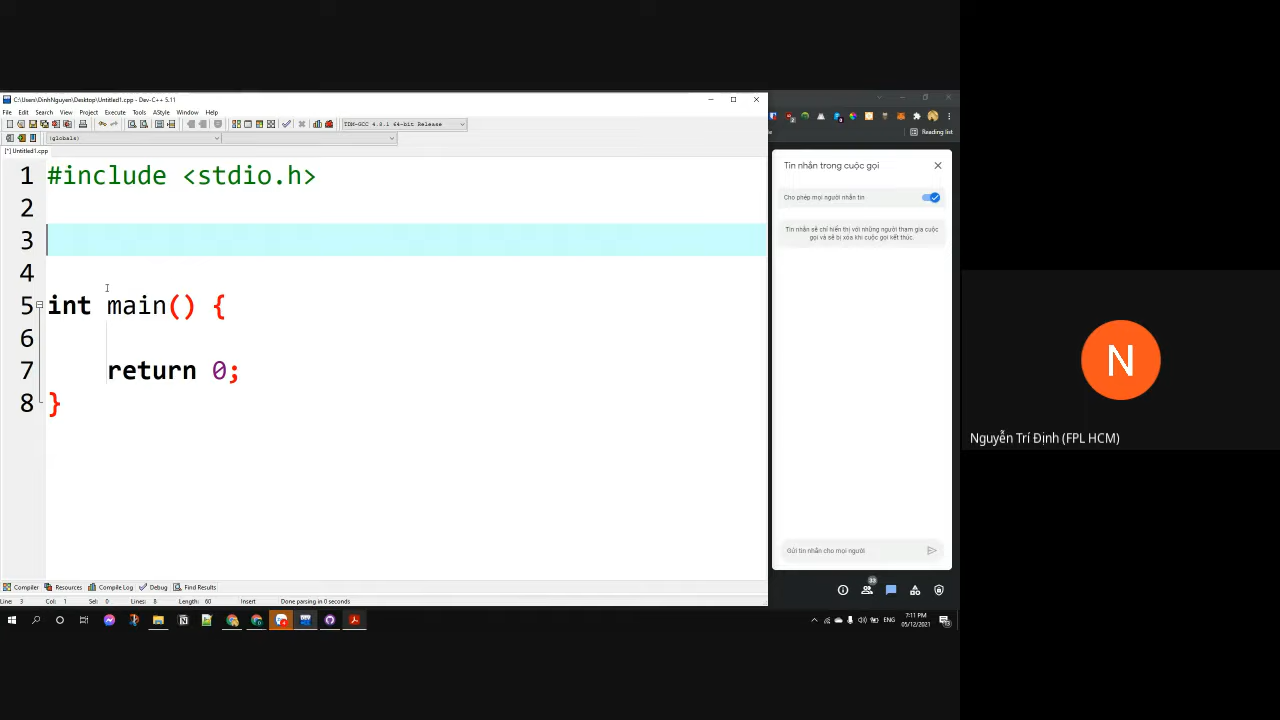 C:\Users\DinhNguyen\Desktop\Untitled1.cpp - Dev-C++ 5.11
File Edit Search View Project Execute Tools AStyle Window Help
TDM-GCC 4.9.1 64-bit Release
(globals)
[*] Untitled1.cpp
1 #include <stdio.h>
2
3
4
5 int main() {
6
7 return 0;
8 }
Compiler Resources Compile Log Debug Find Results
Line: 3 Col: 1 Sel: 0 Lines: 8 Length: 60 Insert Done parsing in 0 seconds
Reading list
Tin nhắn trong cuộc gọi
Cho phép mọi người nhắn tin
Tin nhắn sẽ chỉ hiển thị với những người tham gia cuộc
gọi và sẽ bị xóa khi cuộc gọi kết thúc.
Gửi tin nhắn cho mọi người
33
ENG
7:11 PM
05/12/2021
N
Nguyễn Trí Định (FPL HCM)